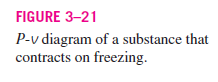 FIGURE 3–21
P-v diagram of a substance that
contracts on freezing.